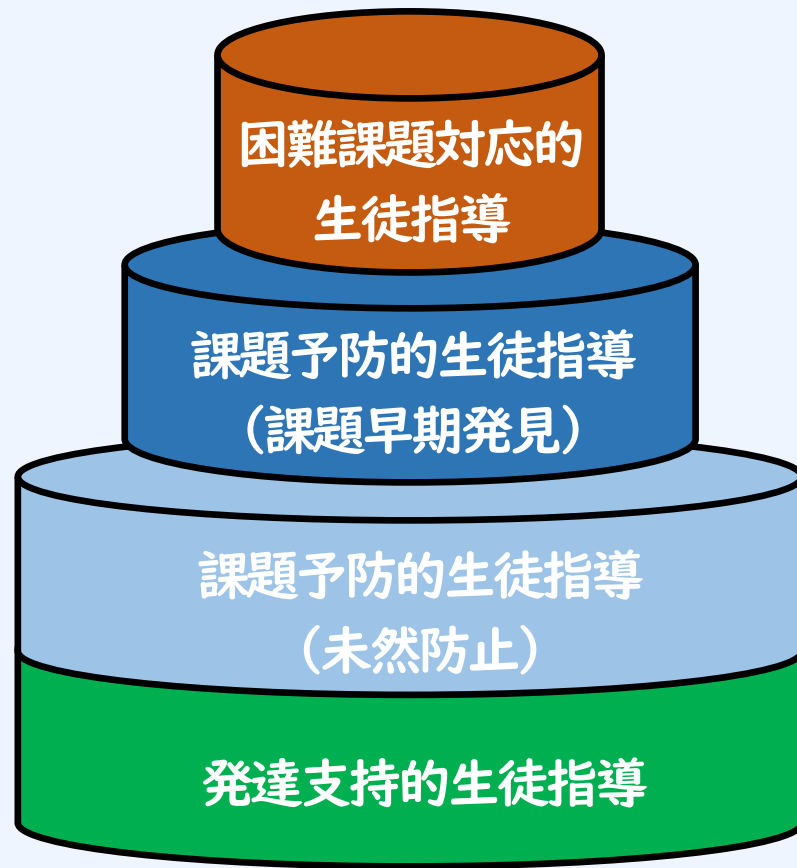 困難課題対応的
生徒指導
課題予防的生徒指導
（課題早期発見）
課題予防的生徒指導
（未然防止）
発達支持的生徒指導